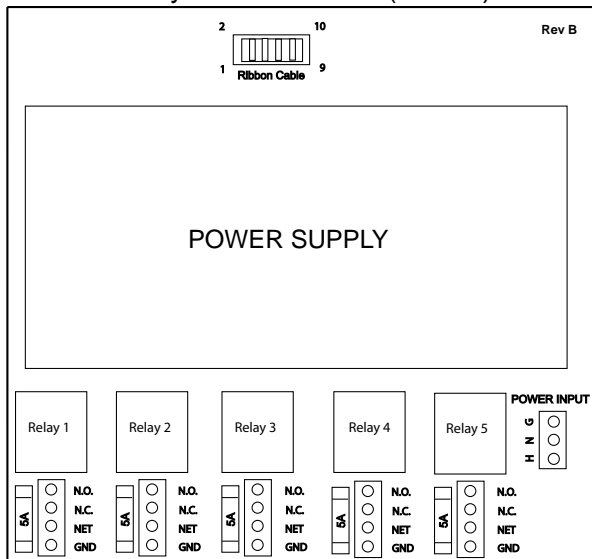 Rev B
2 10
1 9
Ribbon Cable
POWER SUPPLY
POWER INPUT
G
N
H
Relay 1 Relay 2 Relay 3 Relay 4 Relay 5
5A 5A 5A 5A 5A
N.O. N.O. N.O. N.O. N.O.
N.C. N.C. N.C. N.C. N.C.
NET NET NET NET NET
GND GND GND GND GND